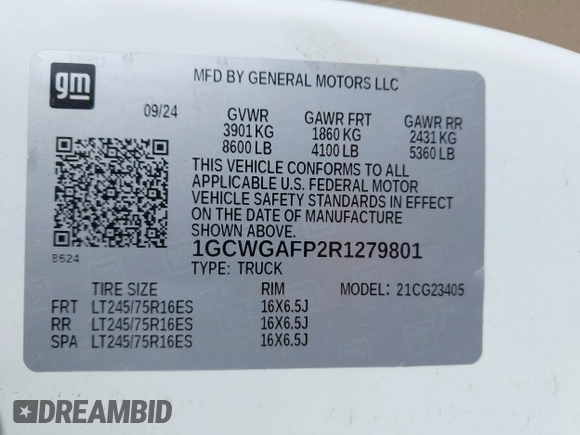 gm
MFD BY GENERAL MOTORS LLC
09/24 GVWR GAWR FRT GAWR RR
3901 KG 1860 KG 2431 KG
8600 LB 4100 LB 5360 LB
THIS VEHICLE CONFORMS TO ALL
APPLICABLE U.S. FEDERAL MOTOR
VEHICLE SAFETY STANDARDS IN EFFECT
ON THE DATE OF MANUFACTURE
SHOWN ABOVE.
8624 1GCWGAFP2R1279801
TYPE: TRUCK
TIRE SIZE RIM MODEL: 21CG23405
FRT LT245/75R16ES 16X6.5J
RR LT245/75R16ES 16X6.5J
SPA LT245/75R16ES 16X6.5J
DREAMBID